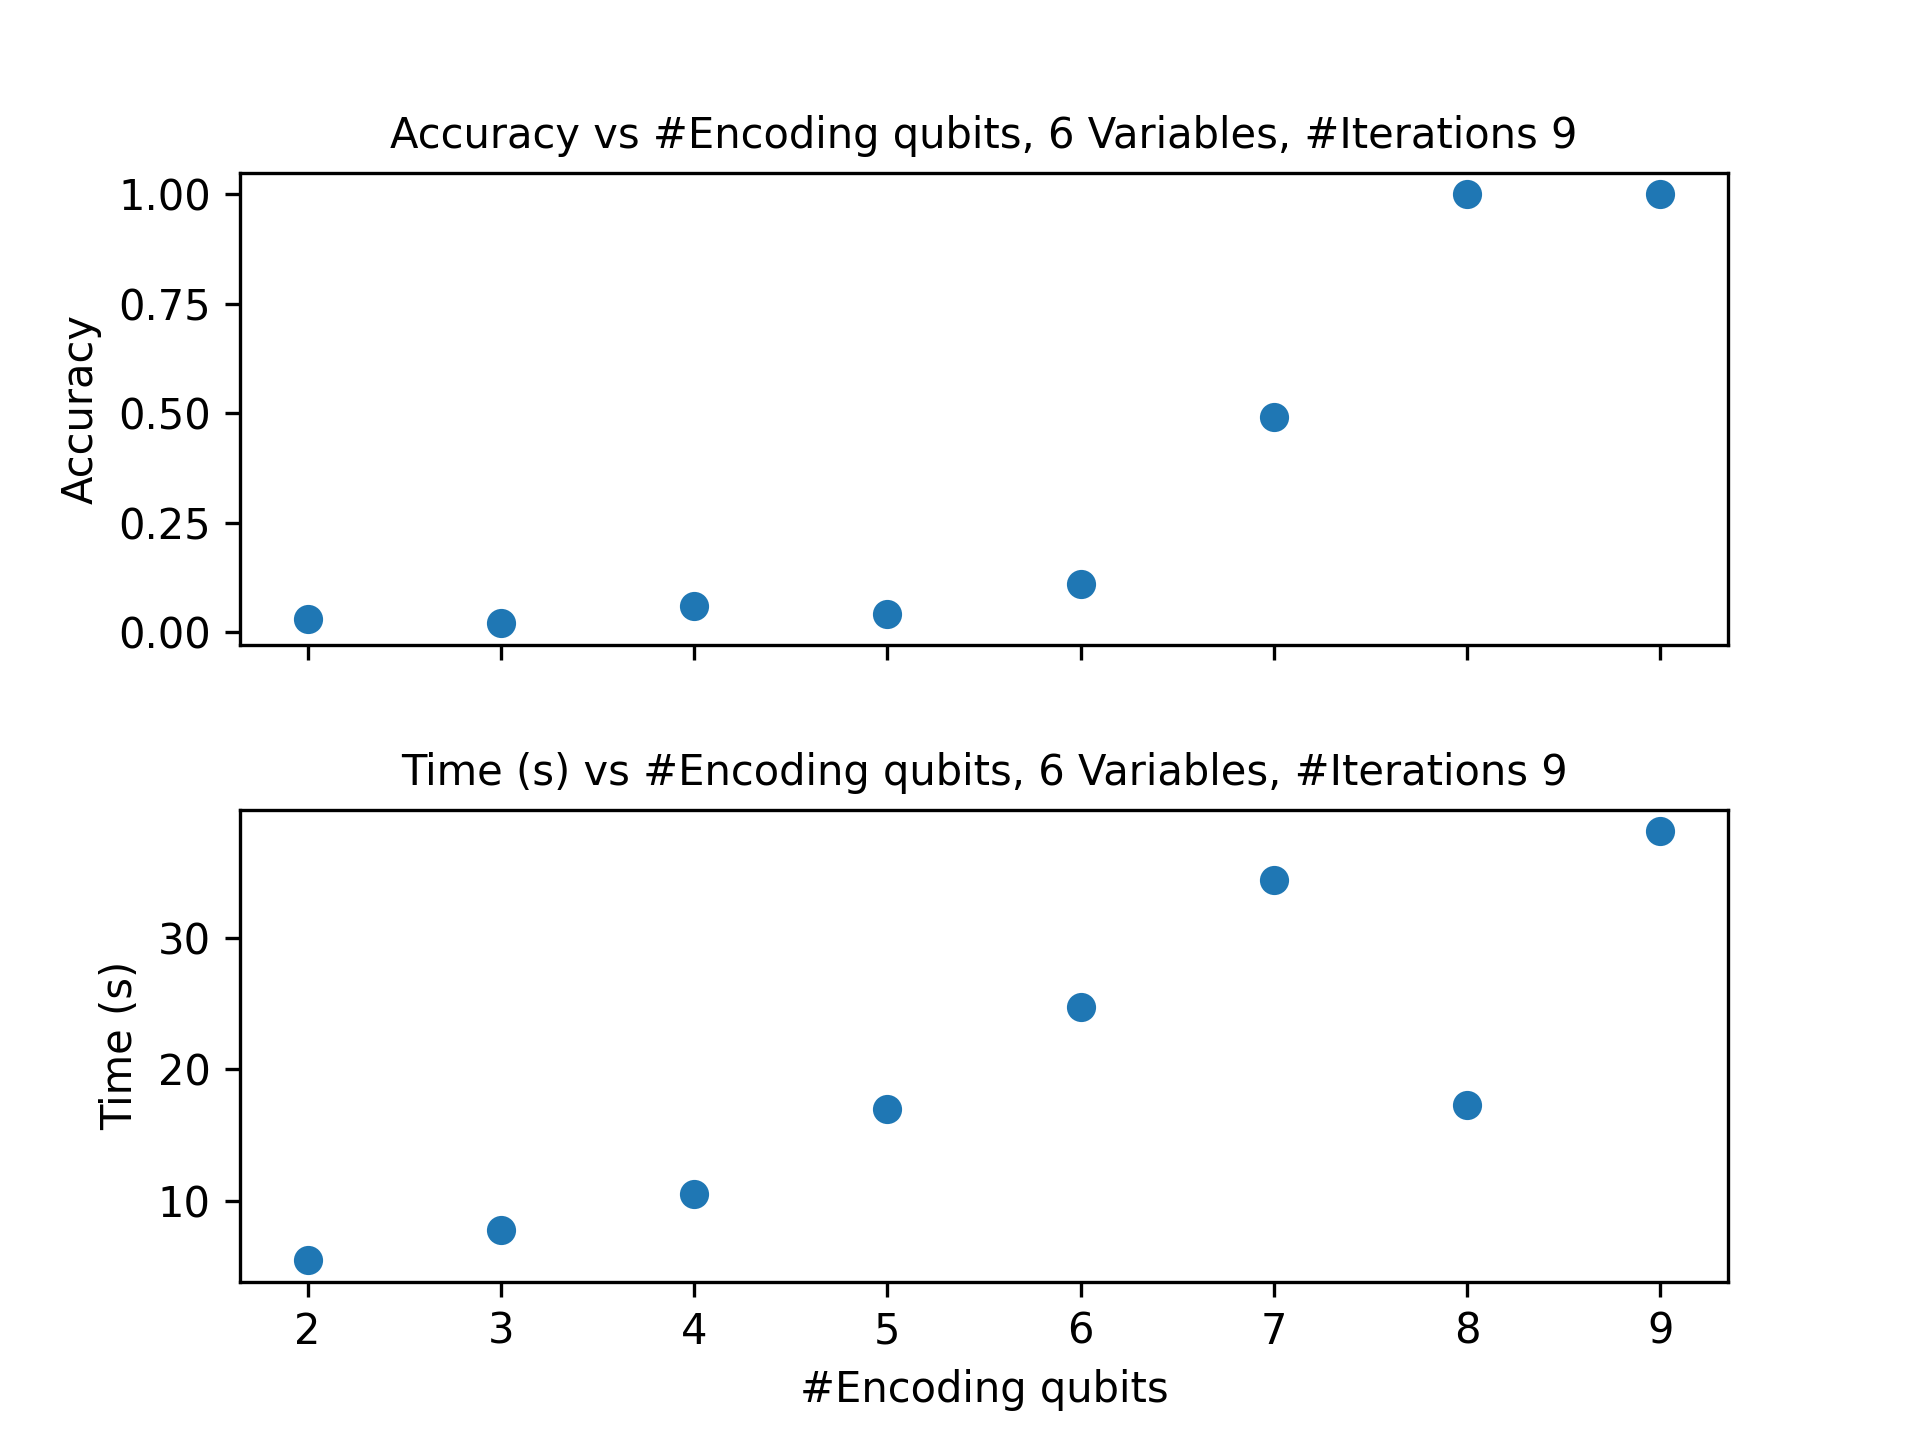 Accuracy vs #Encoding qubits, 6 Variables, #Iterations 9
1.00
0.75
0.50
0.25
0.00
Accuracy
Time (s) vs #Encoding qubits, 6 Variables, #Iterations 9
30
20
10
Time (s)
2 3 4 5 6 7 8 9
#Encoding qubits